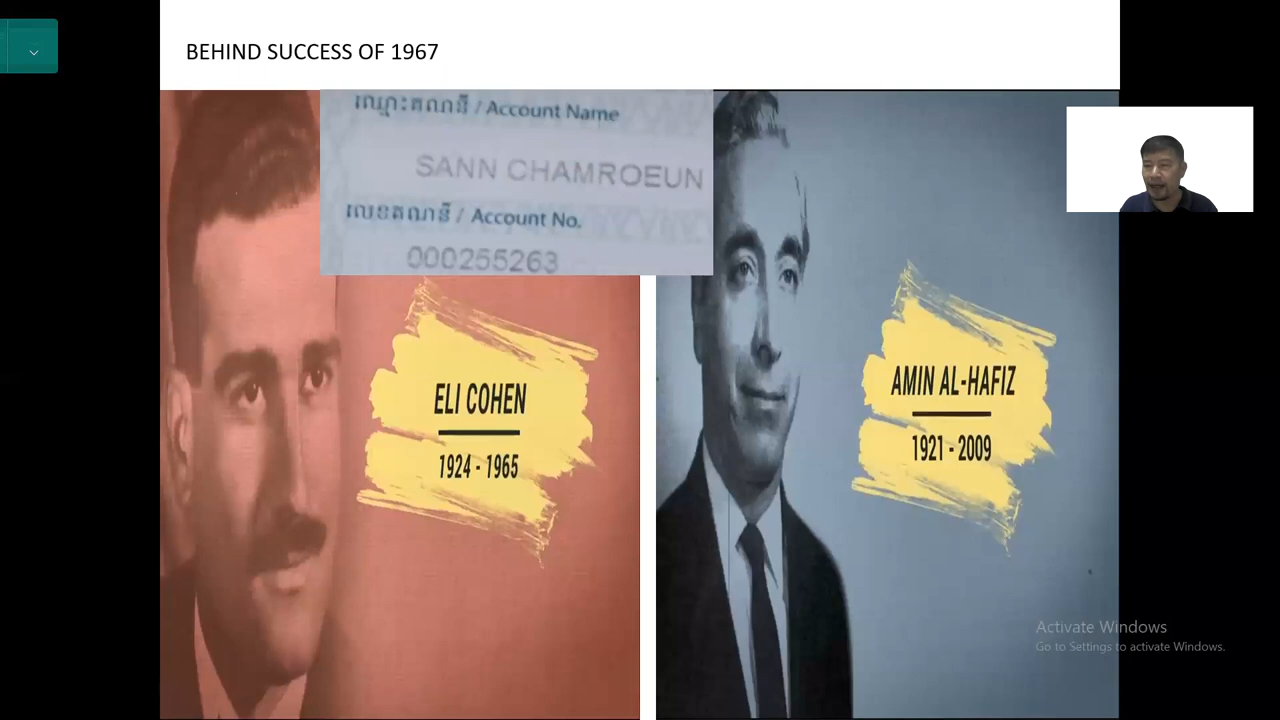 BEHIND SUCCESS OF 1967
ឈ្មោះគណនី / Account Name
SANN CHAMROEUN
លេខគណនី / Account No.
000255263
ELI COHEN
1924 - 1965
AMIN AL-HAFIZ
1921 - 2009
Activate Windows
Go to Settings to activate Windows.